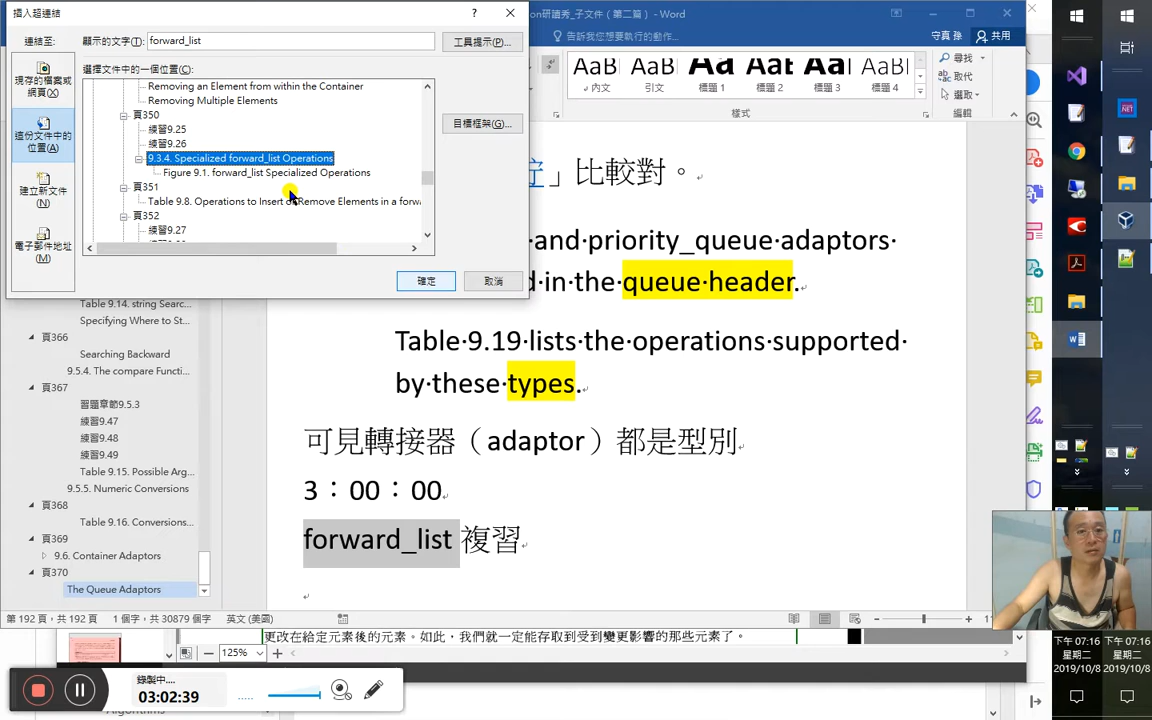 插入超連結
?
連結至:
顯示的文字(T):
forward_list
工具提示(P)...
選擇文件中的一個位置(C):
現存的檔案或
網頁(X)
這份文件中的
位置(A)
建立新文件
(N)
電子郵件地址
(M)
Removing an Element from within the Container
Removing Multiple Elements
頁350
練習9.25
練習9.26
9.3.4. Specialized forward_list Operations
Figure 9.1. forward_list Specialized Operations
頁351
Table 9.8. Operations to Insert or Remove Elements in a forw
頁352
練習9.27
目標框架(G)...
確定
取消
on研讀秀_子文件（第二篇） - Word
告訴我您想要執行的動作...
守真 孫
共用
AaB AaBb AaB AaB AaB AaBb
內文
引文
標題 1
標題 2
標題 3
標題 4
樣式
尋找
取代
選取
編輯
Table 9.14. string Searc...
Specifying Where to St...
頁366
Searching Backward
9.5.4. The compare Functi...
頁367
習題章節9.5.3
練習9.47
練習9.48
練習9.49
Table 9.15. Possible Arg...
9.5.5. Numeric Conversions
頁368
Table 9.16. Conversions...
頁369
9.6. Container Adaptors
頁370
The Queue Adaptors
」比較對。
and priority_queue adaptors
d in the queue header.
Table 9.19 lists the operations supported
by these types.
可見轉接器（adaptor）都是型別
3：00：00
forward_list 複習
第 192 頁，共 192 頁
1 個字，共 30879 個字
英文 (美國)
更改在給定元素後的元素。如此，我們就一定能存取到受到變更影響的那些元素了。
125%
錄製中....
03:02:39
下午 07:16
星期二
2019/10/8
下午 07:16
星期二
2019/10/8